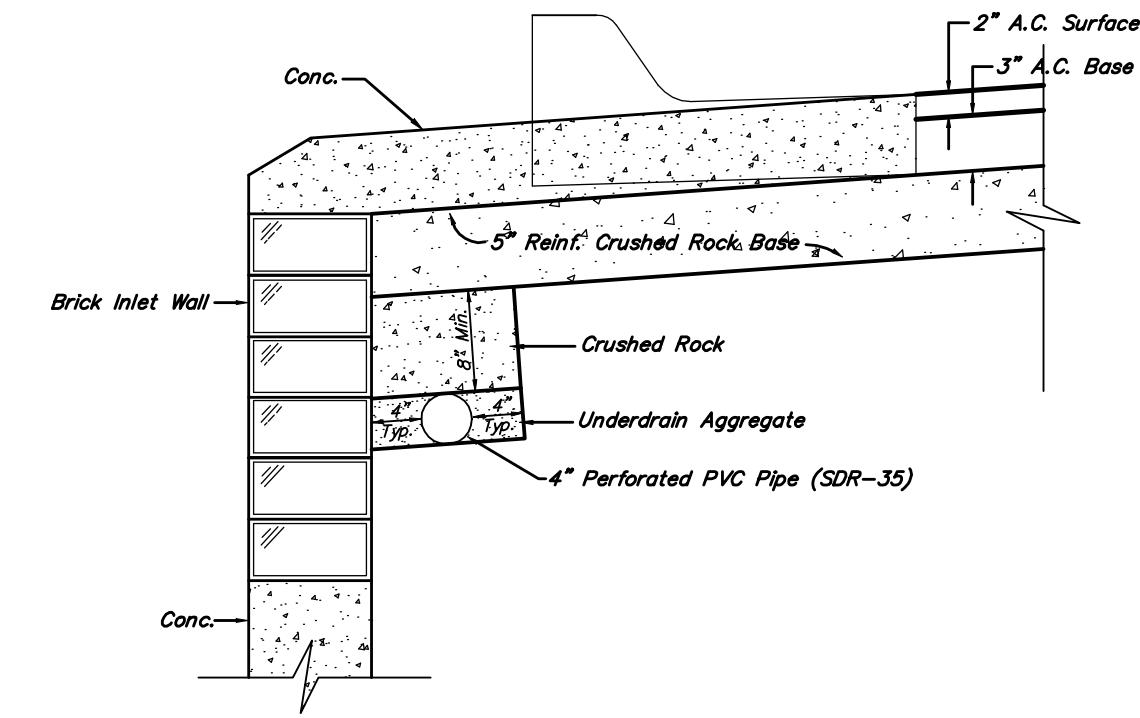 2" A.C. Surface
3" A.C. Base
Conc.
5" Reinf. Crushed Rock Base
Brick Inlet Wall
8" Min.
Crushed Rock
4"
Typ.
4"
Typ.
Underdrain Aggregate
4" Perforated PVC Pipe (SDR-35)
Conc.